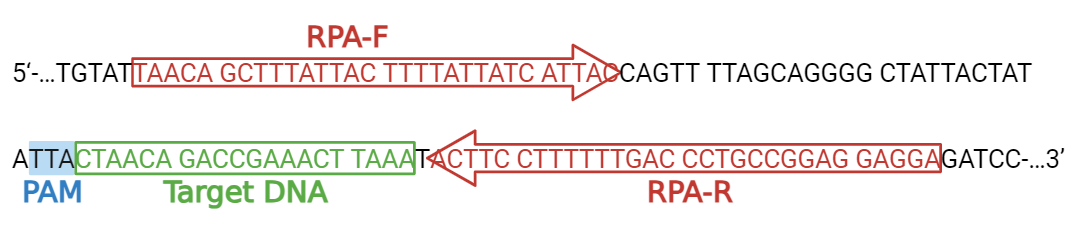 RPA-F
5‘-...TGTATTAACA GCTTTATTAC TTTTATTATC ATTACCAGTT TTAGCAGGGG CTATTACTAT
ATTACTAACA GACCGAAACT TAAATACTTC CTTTTTTGAC CCTGCCGGAG GAGGAGATCC-...3’
PAM Target DNA RPA-R